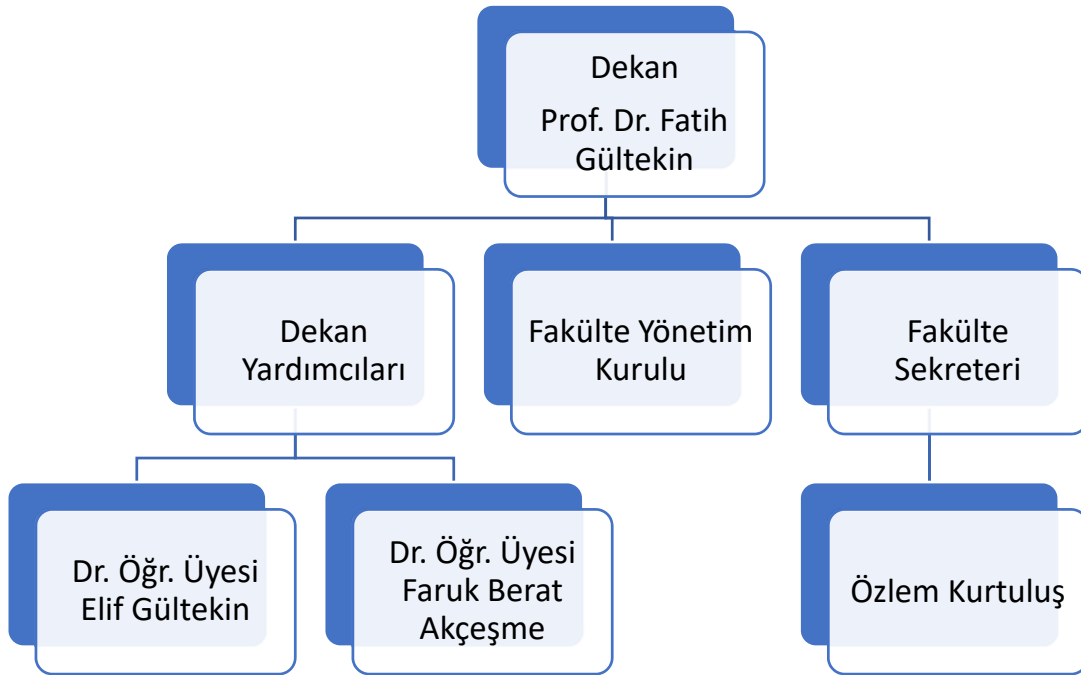 Dekan
Prof. Dr. Fatih
Gültekin
Dekan
Yardımcıları
Fakülte Yönetim
Kurulu
Fakülte
Sekreteri
Dr. Öğr. Üyesi
Elif Gültekin
Dr. Öğr. Üyesi
Faruk Berat
Akçeşme
Özlem Kurtuluş